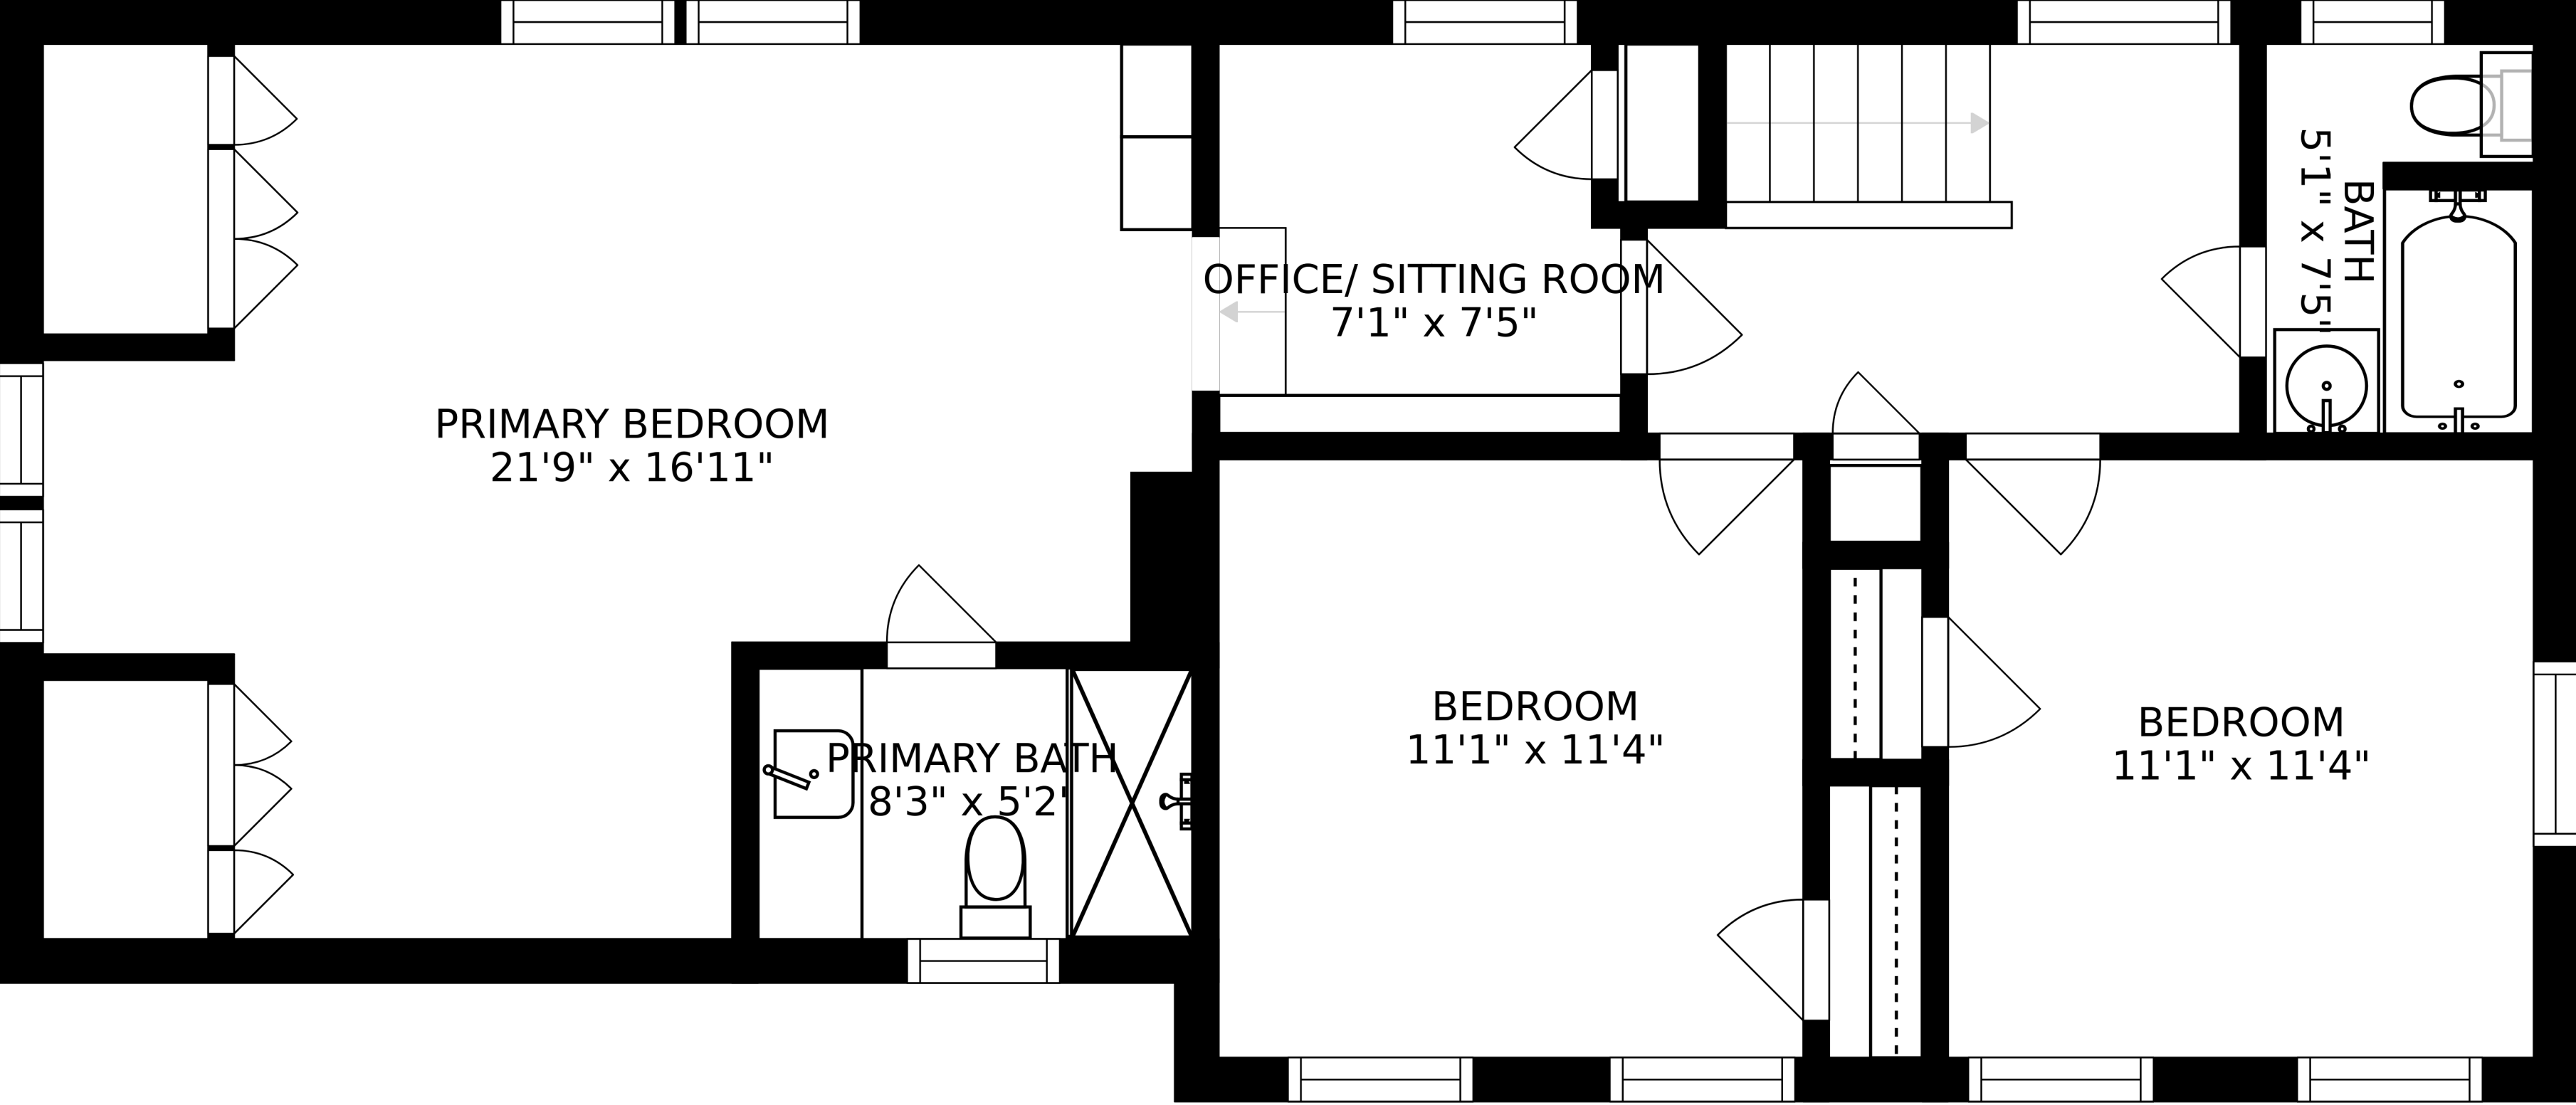 OFFICE/ SITTING ROOM
7'1" x 7'5"
BATH
5'1" x 7'5"
PRIMARY BEDROOM
21'9" x 16'11"
PRIMARY BATH
8'3" x 5'2"
BEDROOM
11'1" x 11'4"
BEDROOM
11'1" x 11'4"